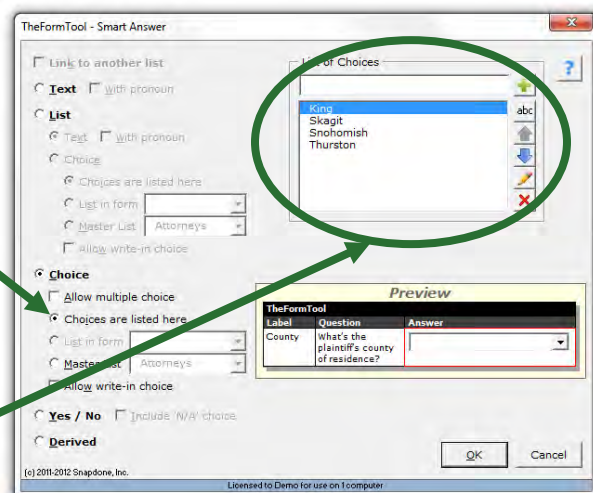 TheFormTool - Smart Answer
Link to another list
Text With pronoun
List
Text With pronoun
Choice
Choices are listed here
List in form
Master List Attorneys
Allow write-in choice
Choice
Allow multiple choice
Choices are listed here
List in form
Master List Attorneys
Allow write-in choice
Yes / No Include 'N/A' choice
Derived
(c) 2011-2012 Snapdone, Inc.
of Choices
King
Skagit
Snohomish
Thurston
abc
?
Preview
TheFormTool
Label Question Answer
County What's the
plaintiff's county
of residence?
OK Cancel
Licensed to Demo for use on 1 computer